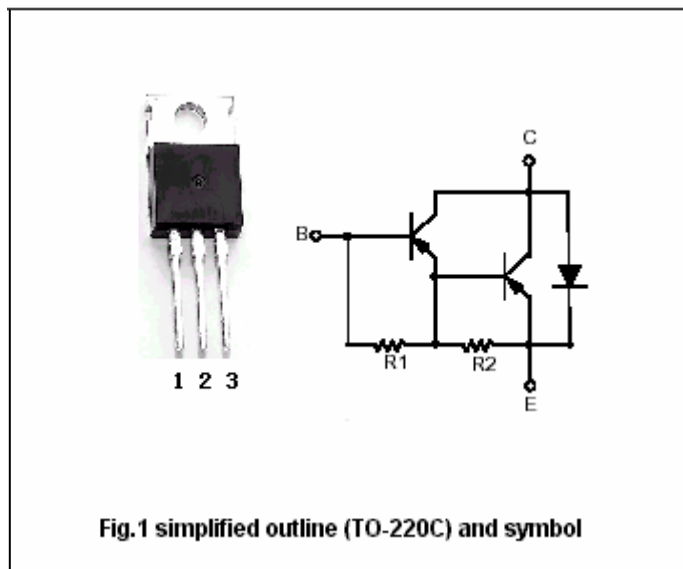 C
B
R1
R2
E
1 2 3
Fig.1 simplified outline (TO-220C) and symbol